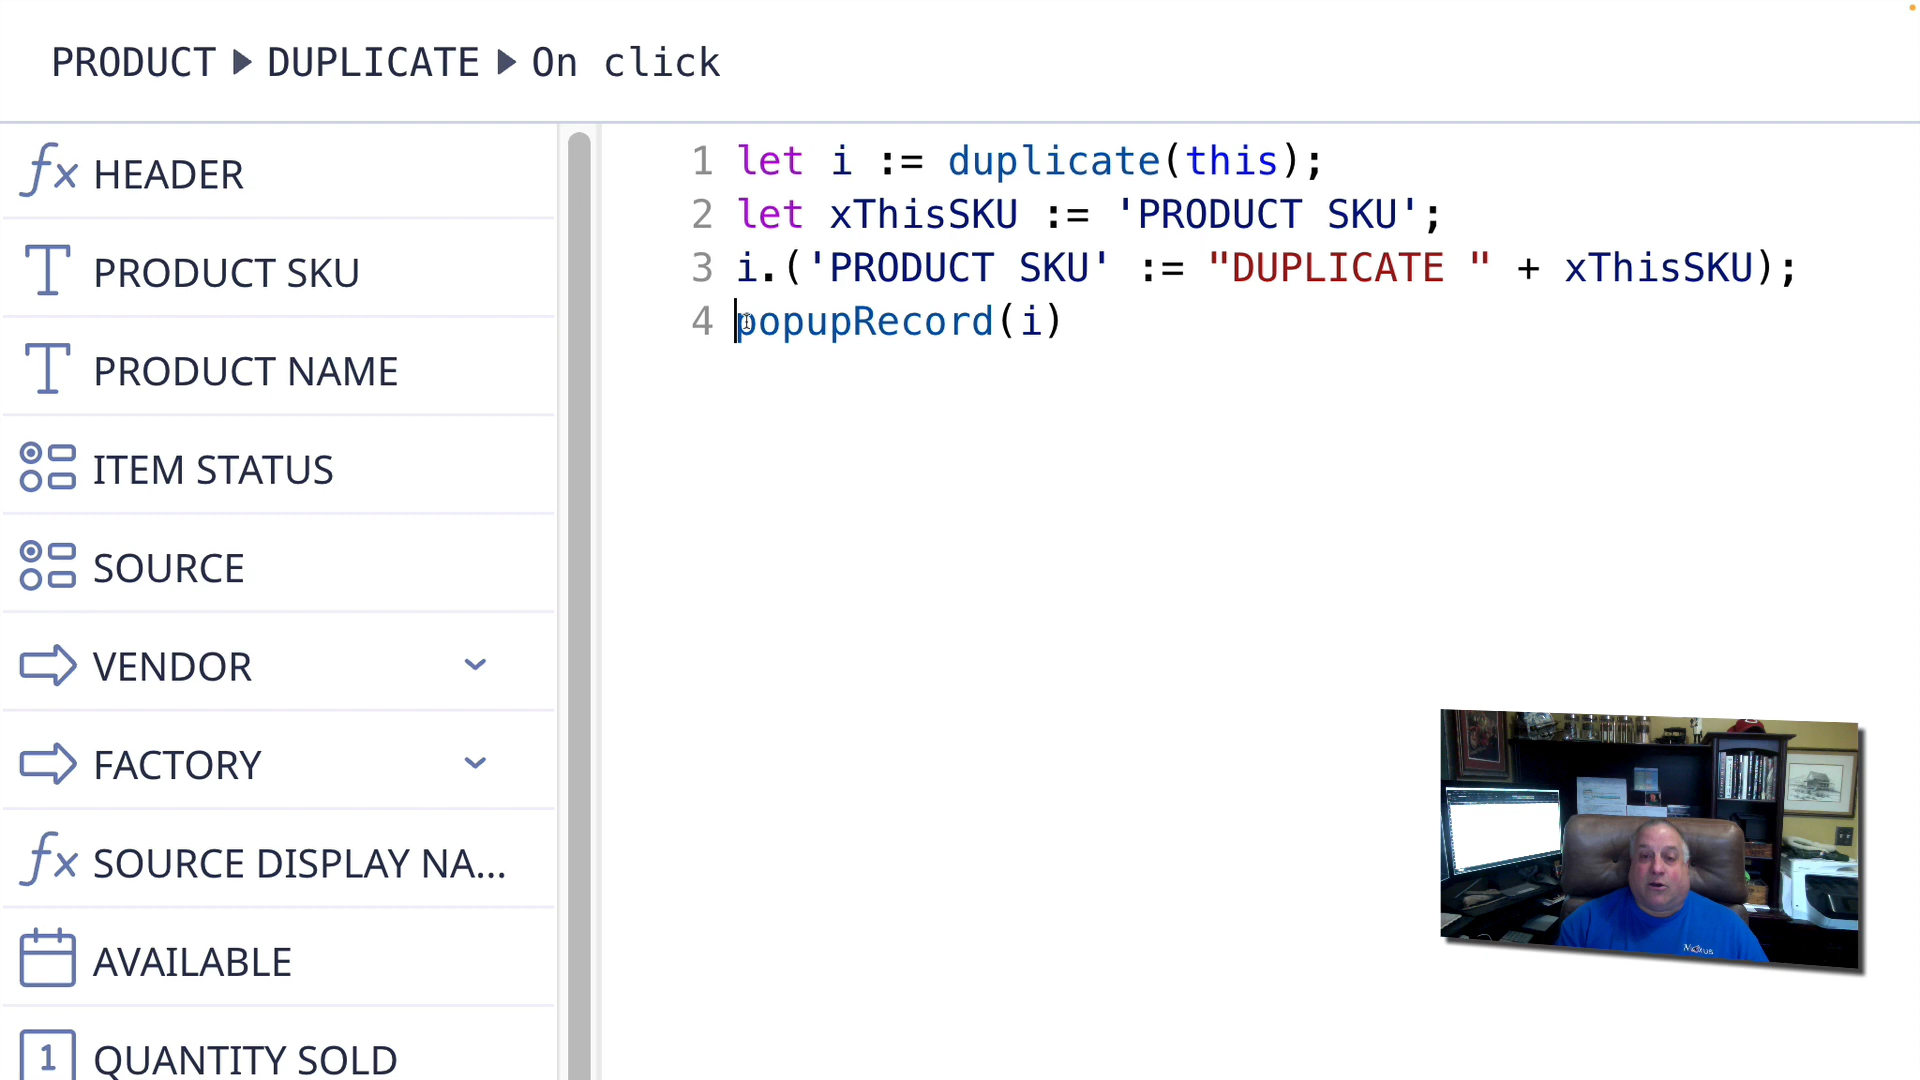 PRODUCT ▶ DUPLICATE ▶ On click
HEADER
PRODUCT SKU
PRODUCT NAME
ITEM STATUS
SOURCE
VENDOR
FACTORY
SOURCE DISPLAY NA...
AVAILABLE
1 QUANTITY SOLD
1 let i := duplicate(this);
2 let xThisSKU := 'PRODUCT SKU';
3 i.('PRODUCT SKU' := "DUPLICATE " + xThisSKU);
4 popupRecord(i)